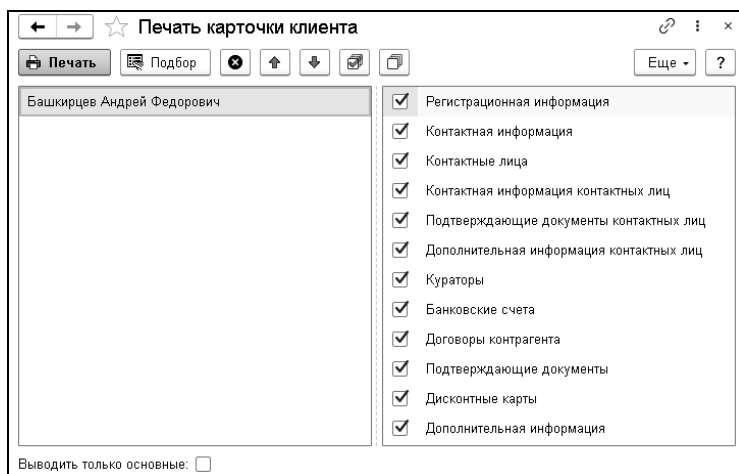 Печать карточки клиента
Печать Подбор Еще ?
Башкирцев Андрей Федорович
Регистрационная информация
Контактная информация
Контактные лица
Контактная информация контактных лиц
Подтверждающие документы контактных лиц
Дополнительная информация контактных лиц
Кураторы
Банковские счета
Договоры контрагента
Подтверждающие документы
Дисконтные карты
Дополнительная информация
Выводить только основные: